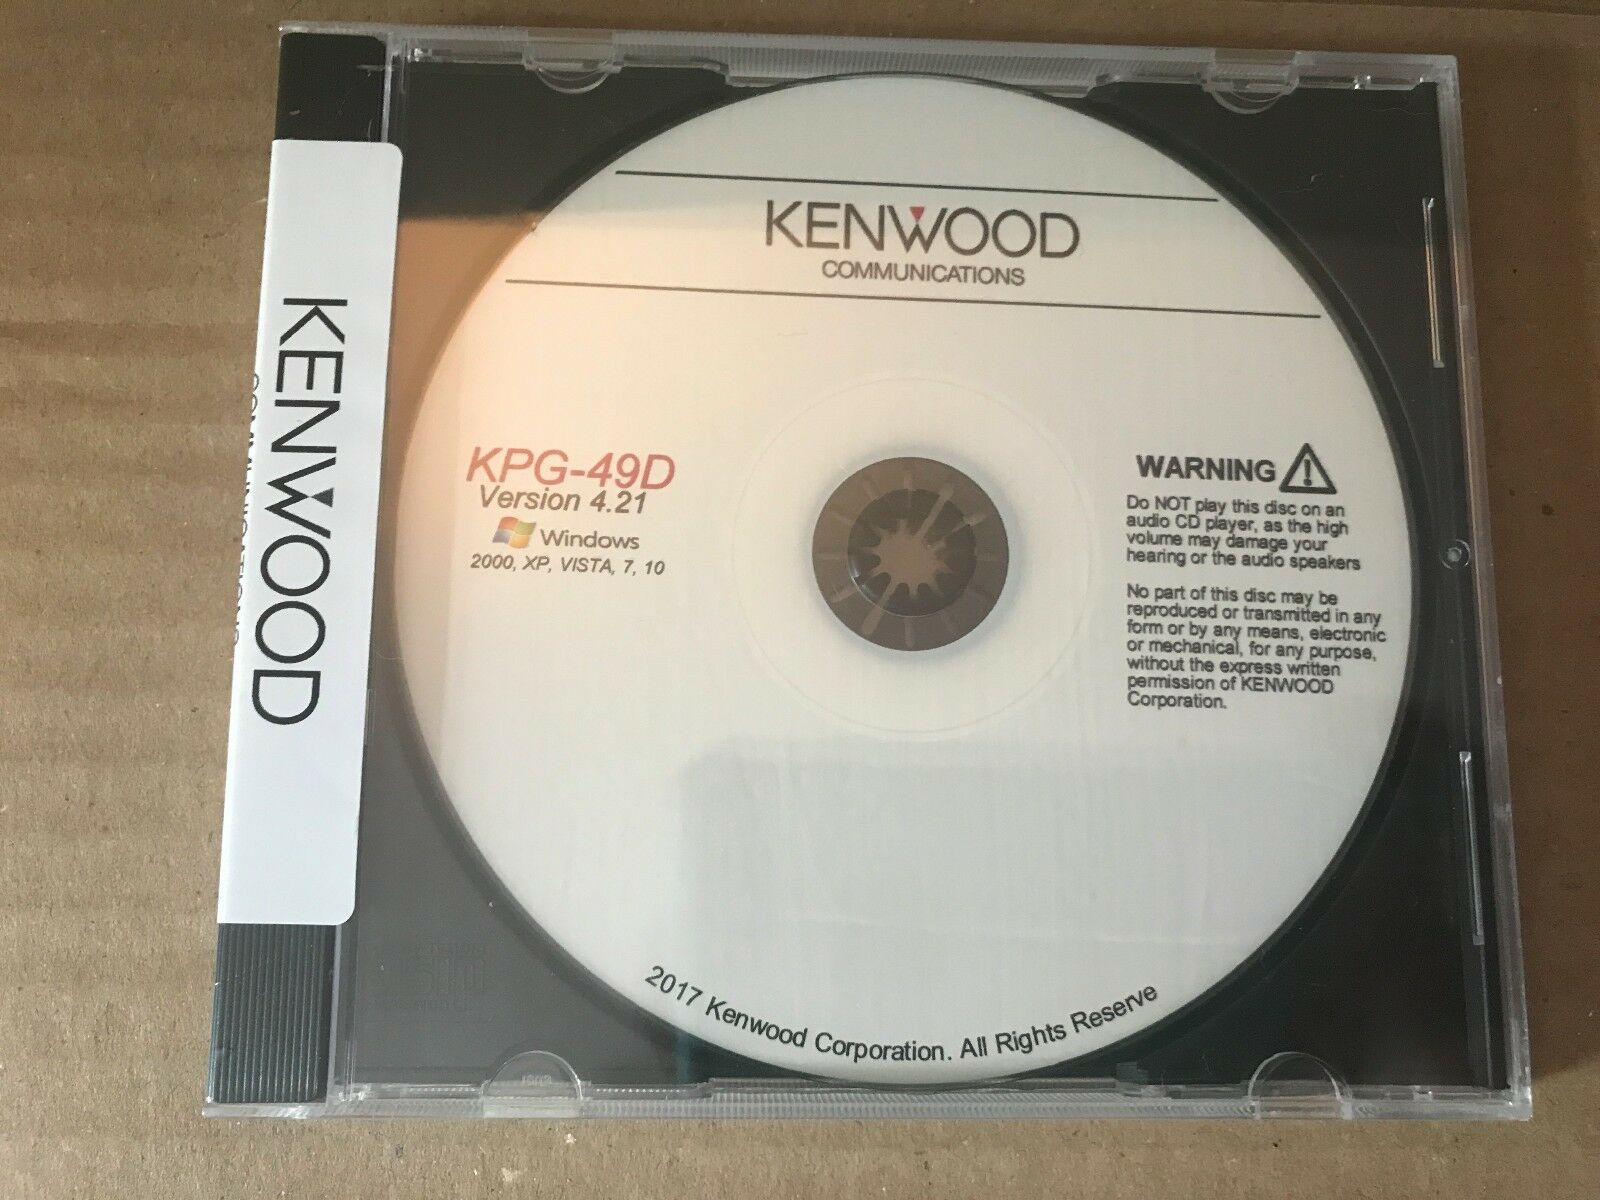 KENWOOD
COMMUNICATIONS
KENWOOD
COMMUNICATIONS
KPG-49D
Version 4.21
Windows
2000, XP, VISTA, 7, 10
WARNING
Do NOT play this disc on an
audio CD player, as the high
volume may damage your
hearing or the audio speakers
No part of this disc may be
reproduced or transmitted in any
form or by any means, electronic
or mechanical, for any purpose,
without the express written
permission of KENWOOD
Corporation.
2017 Kenwood Corporation. All Rights Reserve